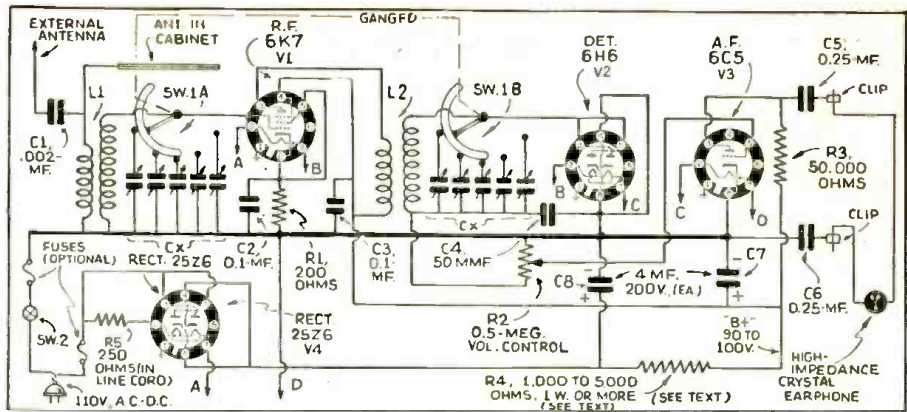 EXTERNAL
ANTENNA
ANT. IN
CABINET
GANGED
R.F.
6K7
V1
DET.
6H6
V2
A.F.
6C5
V3
C5,
0.25-MF.
CLIP
L1
SW.1A
L2
SW.1B
C1,
.002-
MF.
A
B
B
C
C
D
R3,
50,000
OHMS
Cx
Cx
C2,
0.1-MF.
R1,
200
OHMS
C3,
0.1-
MF.
C4
50 MMF.
CLIP
FUSES
(OPTIONAL)
RECT. 25Z6
C8
-
+
4 MF.,
200V. (EA.)
-
C7
+
C6
0.25-MF.
SW.2
R5
250
OHMS (IN
LINE CORD)
RECT.
25Z6
V4
R2
0.5-MEG.
VOL. CONTROL
"B+"
90 TO
100V.
HIGH-
IMPEDANCE
CRYSTAL
EARPHONE
110V. A.C.-D.C.
A
D
R4, 1,000 TO 5000
OHMS, 1 W. OR MORE
(SEE TEXT)
(SEE TEXT)